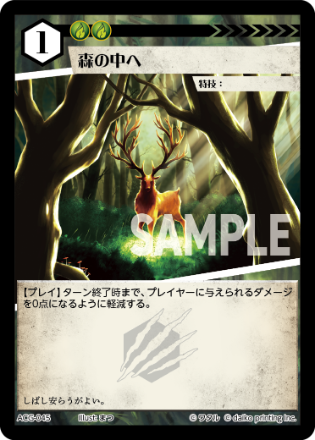 1
森の中へ
特技：
SAMPLE
【プレイ】ターン終了時まで、プレイヤーに与えられるダメージ
を0点になるように軽減する。
しばし安らうがよい。
ACG-045 Illust:まつ ©ワタル ©daiko printing inc.